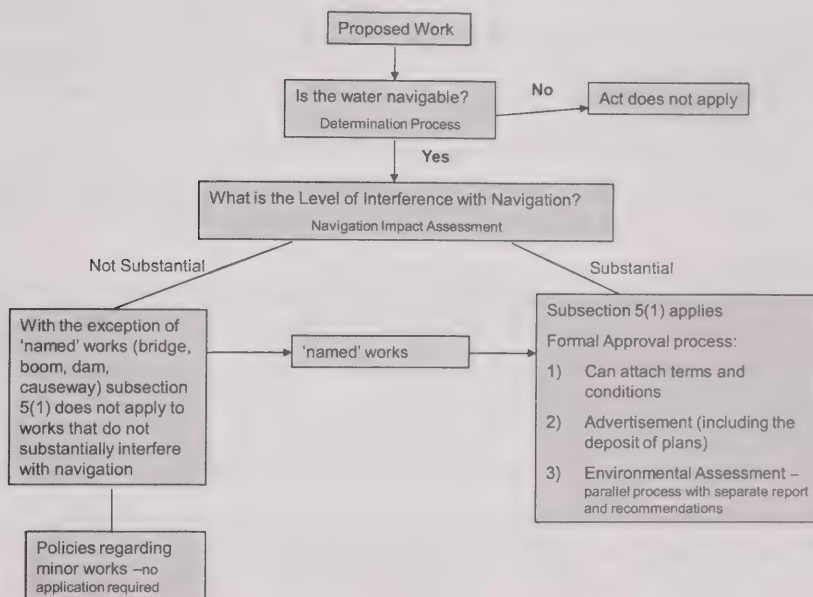 Proposed Work
Is the water navigable?
Determination Process
No
Act does not apply
Yes
What is the Level of Interference with Navigation?
Navigation Impact Assessment
Not Substantial
Substantial
With the exception of
‘named’ works (bridge,
boom, dam,
causeway) subsection
5(1) does not apply to
works that do not
substantially interfere
with navigation
‘named’ works
Subsection 5(1) applies
Formal Approval process:
1) Can attach terms and
conditions
2) Advertisement (including the
deposit of plans)
3) Environmental Assessment –
parallel process with separate report
and recommendations
Policies regarding
minor works –no
application required